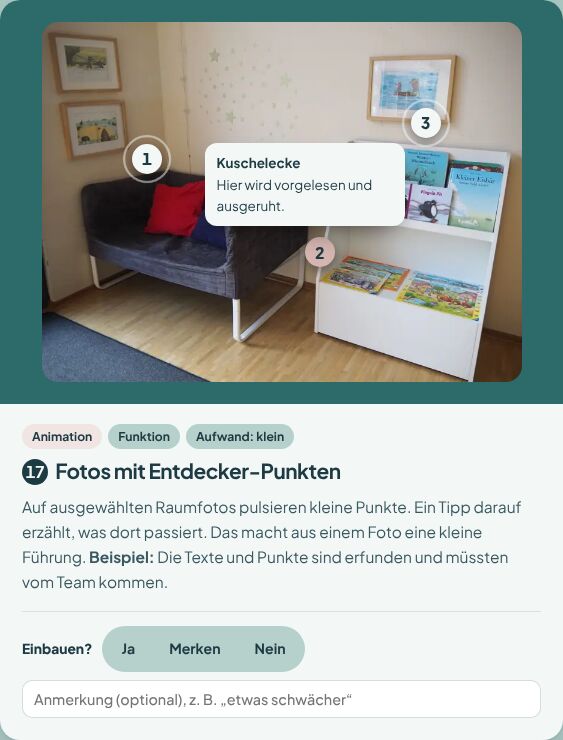 1
3
Kuschelecke
Hier wird vorgelesen und
ausgeruht.
Kleiner Eisbär
2
Animation
Funktion
Aufwand: klein
17 Fotos mit Entdecker-Punkten
Auf ausgewählten Raumfotos pulsieren kleine Punkte. Ein Tipp darauf
erzählt, was dort passiert. Das macht aus einem Foto eine kleine
Führung. Beispiel: Die Texte und Punkte sind erfunden und müssten
vom Team kommen.
Einbauen?
Ja
Merken
Nein
Anmerkung (optional), z. B. „etwas schwächer“